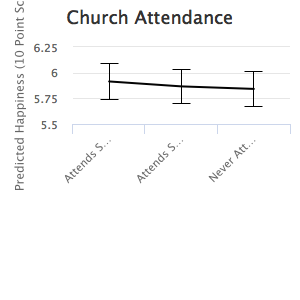 Church Attendance
Predicted Happiness (10 Point Sc
6.25
6
5.75
5.5
Attends S...
Attends S...
Never Att...